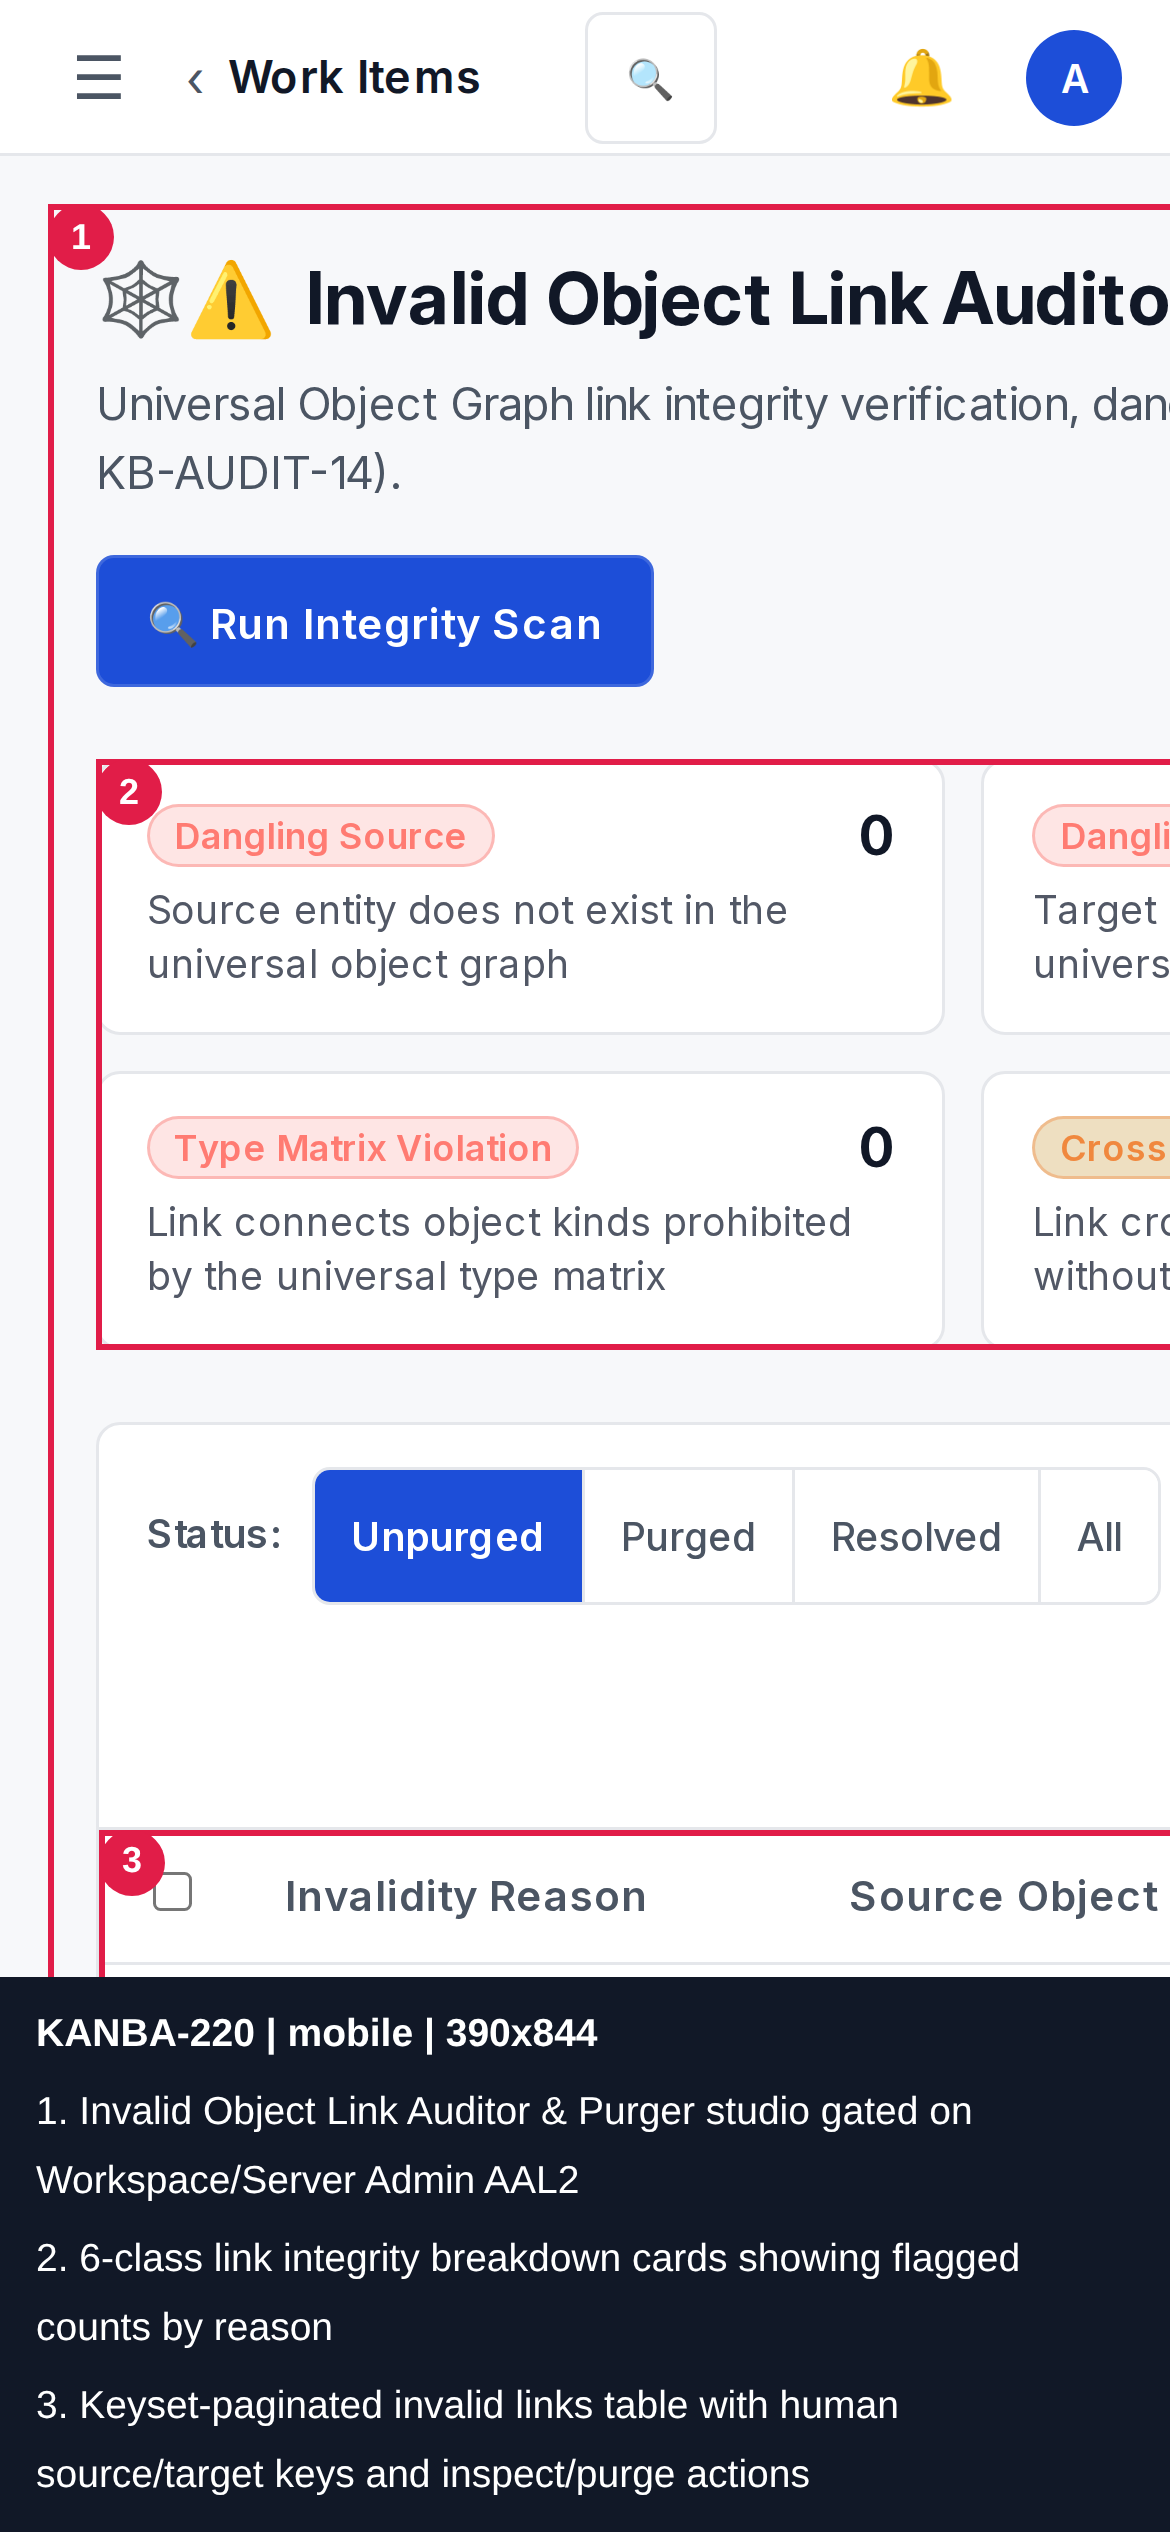 Work Items
A
1
Invalid Object Link Audito
Universal Object Graph link integrity verification, dan
KB-AUDIT-14).
Run Integrity Scan
2
Dangling Source 0 Dangli
Source entity does not exist in the Target
universal object graph univers
Type Matrix Violation 0 Cross
Link connects object kinds prohibited Link cro
by the universal type matrix without
Status: Unpurged Purged Resolved All
3
Invalidity Reason Source Object
KANBA-220 | mobile | 390x844
1. Invalid Object Link Auditor & Purger studio gated on
Workspace/Server Admin AAL2
2. 6-class link integrity breakdown cards showing flagged
counts by reason
3. Keyset-paginated invalid links table with human
source/target keys and inspect/purge actions